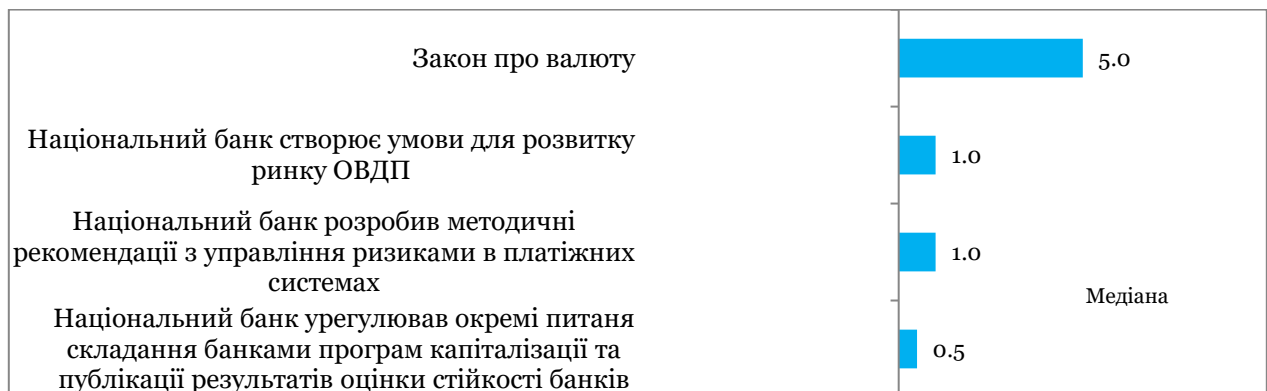 Закон про валюту
5.0
Національний банк створює умови для розвитку
ринку ОВДП
1.0
Національний банк розробив методичні
рекомендації з управління ризиками в платіжних
системах
1.0
Медіана
Національний банк урегулював окремі питаня
складання банками програм капіталізації та
публікації результатів оцінки стійкості банків
0.5